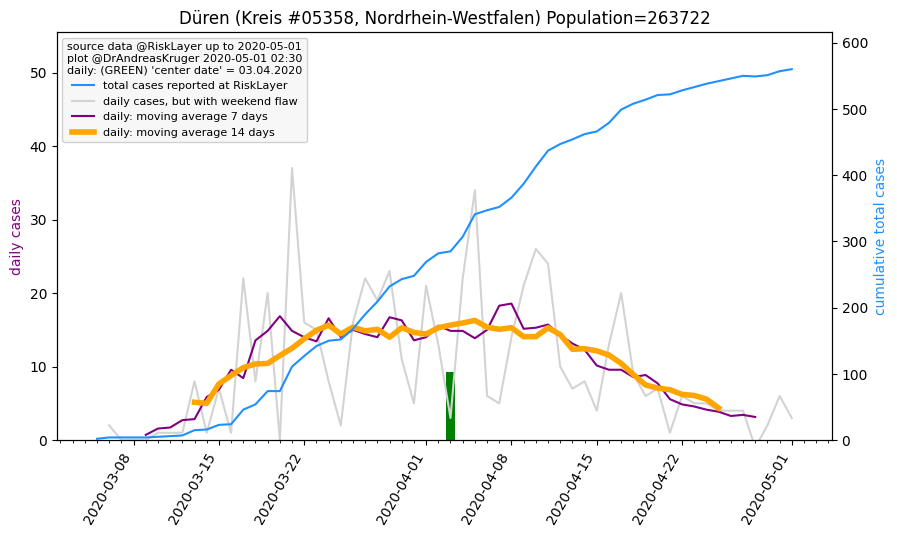 Düren (Kreis #05358, Nordrhein-Westfalen) Population=263722
source data @RiskLayer up to 2020-05-01
plot @DrAndreasKruger 2020-05-01 02:30
daily: (GREEN) 'center date' = 03.04.2020
total cases reported at RiskLayer
daily cases, but with weekend flaw
daily: moving average 7 days
daily: moving average 14 days
daily cases
50
40
30
20
10
0
cumulative total cases
600
500
400
300
200
100
0
2020-03-08
2020-03-15
2020-03-22
2020-04-01
2020-04-08
2020-04-15
2020-04-22
2020-05-01